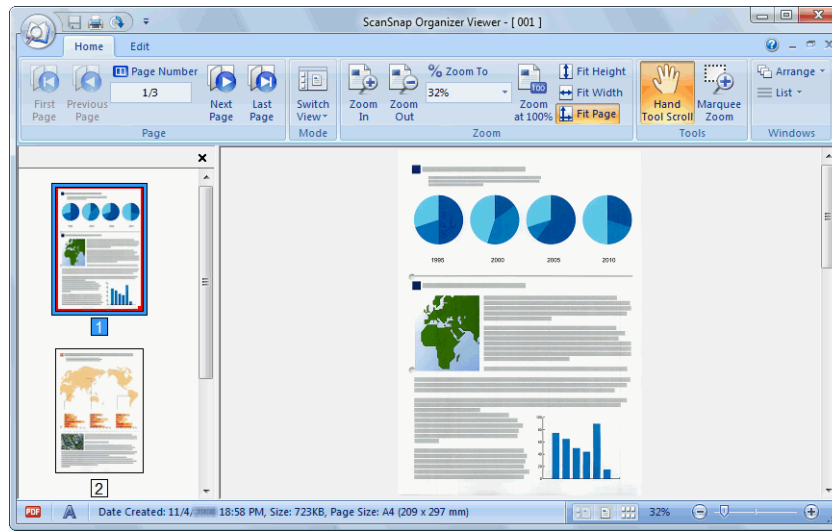 ScanSnap Organizer Viewer - [ 001 ]
Home Edit
First Page
Previous Page
Page Number
1/3
Next Page
Last Page
Page
Switch View
Mode
Zoom In
Zoom Out
% Zoom To
32%
Zoom at 100%
Fit Height
Fit Width
Fit Page
Zoom
Hand Tool Scroll
Marquee Zoom
Tools
Arrange
List
Windows
1
2
1995 2000 2005 2010
PDF
A
Date Created: 11/4/ 18:58 PM, Size: 723KB, Page Size: A4 (209 x 297 mm)
32%